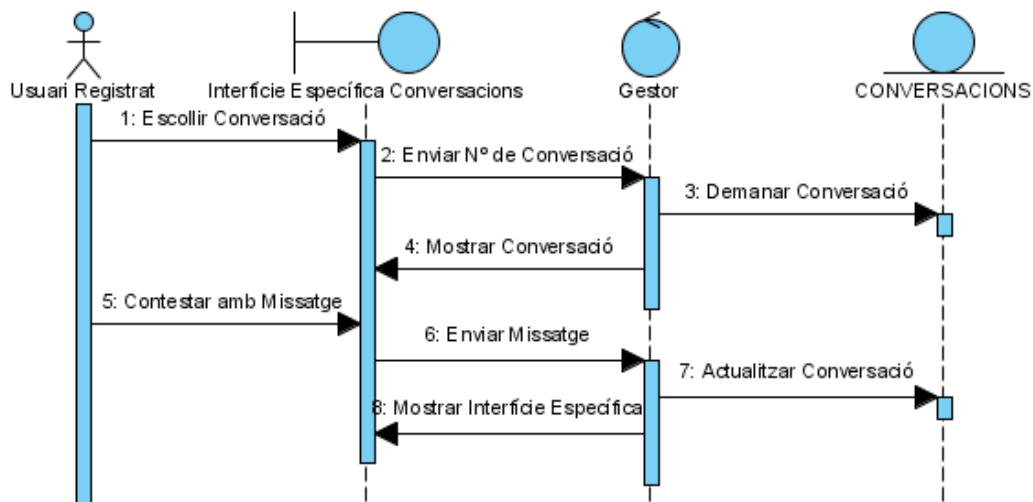 Usuari Registrat
Interfície Específica Conversacions
Gestor
CONVERSACIONS
1: Escollir Conversació
2: Enviar Nº de Conversació
3: Demanar Conversació
4: Mostrar Conversació
5: Contestar amb Missatge
6: Enviar Missatge
7: Actualitzar Conversació
8: Mostrar Interfície Específica